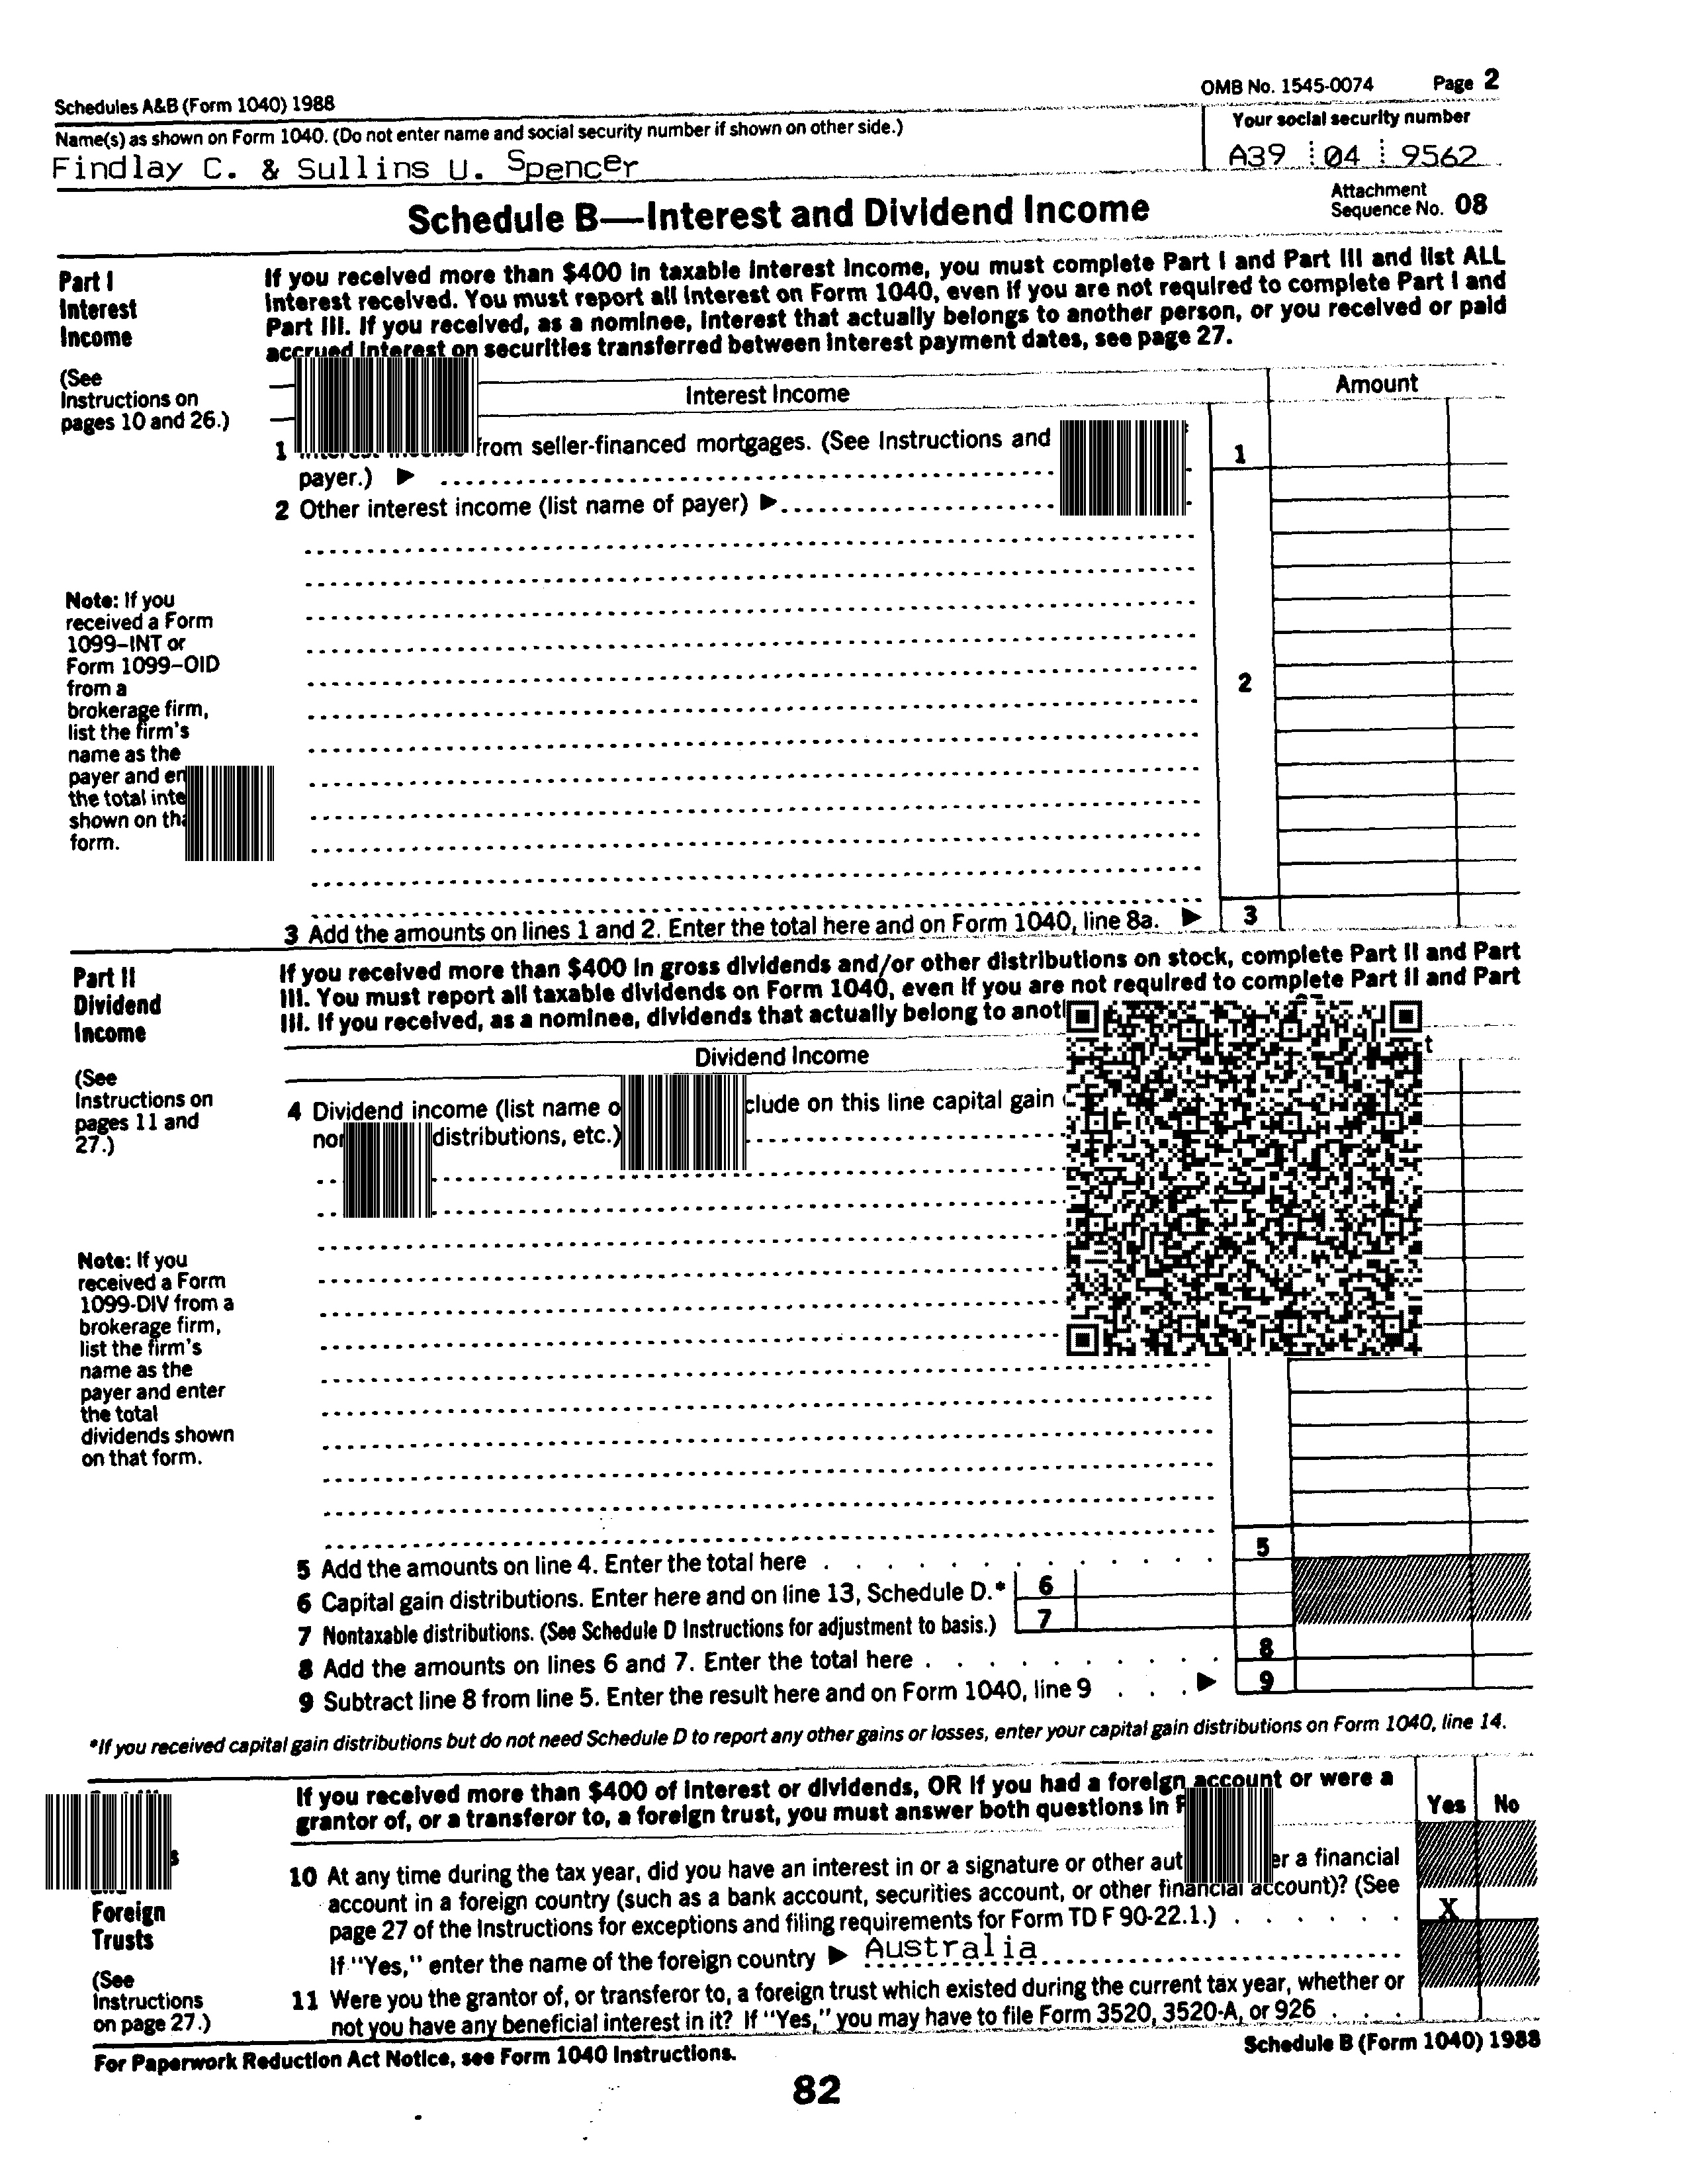 Schedules A&B (Form 1040) 1988 OMB No. 1545-0074 Page 2
Name(s) as shown on Form 1040. (Do not enter name and social security number if shown on other side.) Your social security number
Findlay C. & Sullins U. Spencer A39 04 9562
Schedule B—Interest and Dividend Income
Attachment
Sequence No. 08
Part I
Interest
Income
(See
Instructions on
pages 10 and 26.)
If you received more than $400 in taxable interest income, you must complete Part I and Part III and list ALL
interest received. You must report all interest on Form 1040, even if you are not required to complete Part I and
Part III. If you received, as a nominee, interest that actually belongs to another person, or you received or paid
accrued interest on securities transferred between interest payment dates, see page 27.
Interest Income Amount
1 from seller-financed mortgages. (See Instructions and 1
payer.) ▶
2 Other interest income (list name of payer) ▶
Note: If you
received a Form
1099–INT or
Form 1099–OID
from a
brokerage firm,
list the firm's
name as the
payer and
the total
shown on
form.
2
3 Add the amounts on lines 1 and 2. Enter the total here and on Form 1040, line 8a. ▶ 3
Part II
Dividend
Income
(See
Instructions on
pages 11 and
27.)
If you received more than $400 in gross dividends and/or other distributions on stock, complete Part II and Part
III. You must report all taxable dividends on Form 1040, even if you are not required to complete Part II and Part
III. If you received, as a nominee, dividends that actually belong to
Dividend Income
4 Dividend income (list name on this line capital gain
distributions, etc.)
Note: If you
received a Form
1099-DIV from a
brokerage firm,
list the firm's
name as the
payer and enter
the total
dividends shown
on that form.
5 Add the amounts on line 4. Enter the total here 5
6 Capital gain distributions. Enter here and on line 13, Schedule D.* 6
7 Nontaxable distributions. (See Schedule D Instructions for adjustment to basis.) 7
8 Add the amounts on lines 6 and 7. Enter the total here 8
9 Subtract line 8 from line 5. Enter the result here and on Form 1040, line 9 ▶ 9
*If you received capital gain distributions but do not need Schedule D to report any other gains or losses, enter your capital gain distributions on Form 1040, line 14.
Foreign
Trusts
(See
Instructions
on page 27.)
If you received more than $400 of interest or dividends, OR if you had a foreign account or were a
grantor of, or a transferor to, a foreign trust, you must answer both questions in
Yes No
10 At any time during the tax year, did you have an interest in or a signature or other a financial
account in a foreign country (such as a bank account, securities account, or other financial account)? (See
page 27 of the Instructions for exceptions and filing requirements for Form TD F 90-22.1.) X
If "Yes," enter the name of the foreign country ▶ Australia
11 Were you the grantor of, or transferor to, a foreign trust which existed during the current tax year, whether or
not you have any beneficial interest in it? If "Yes," you may have to file Form 3520, 3520-A, or 926
For Paperwork Reduction Act Notice, see Form 1040 Instructions. Schedule B (Form 1040) 1988
82